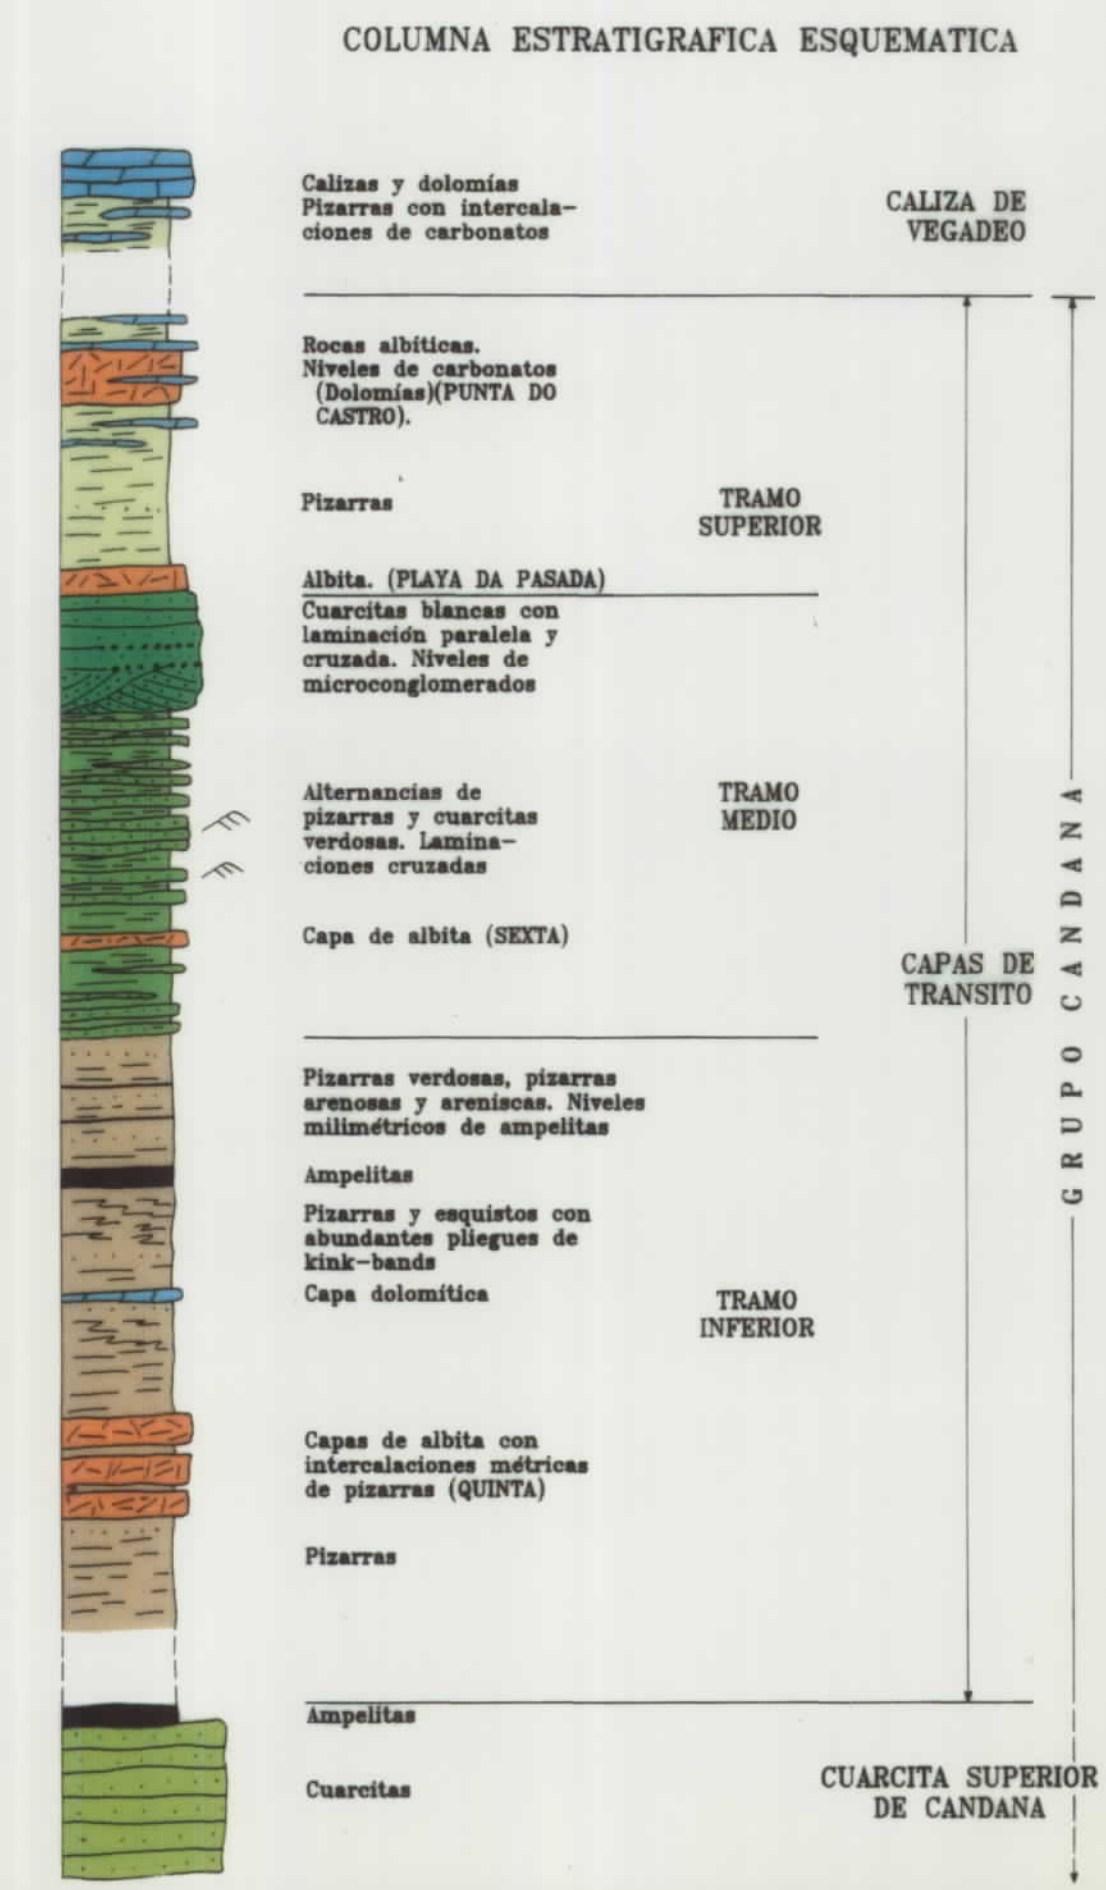 COLUMNA ESTRATIGRAFICA ESQUEMATICA
Calizas y dolomías
Pizarras con intercala-
ciones de carbonatos
CALIZA DE
VEGADEO
Rocas albíticas.
Niveles de carbonatos
(Dolomías)(PUNTA DO
CASTRO).
Pizarras
TRAMO
SUPERIOR
Albita. (PLAYA DA PASADA)
Cuarcitas blancas con
laminación paralela y
cruzada. Niveles de
microconglomerados
Alternancias de
pizarras y cuarcitas
verdosas. Lamina-
ciones cruzadas
TRAMO
MEDIO
Capa de albita (SEXTA)
CAPAS DE
TRANSITO
GRUPO CANDANA
Pizarras verdosas, pizarras
arenosas y areniscas. Niveles
milimétricos de ampelitas
Ampelitas
Pizarras y esquistos con
abundantes pliegues de
kink-bands
Capa dolomítica
TRAMO
INFERIOR
Capas de albita con
intercalaciones métricas
de pizarras (QUINTA)
Pizarras
Ampelitas
Cuarcitas
CUARCITA SUPERIOR
DE CANDANA